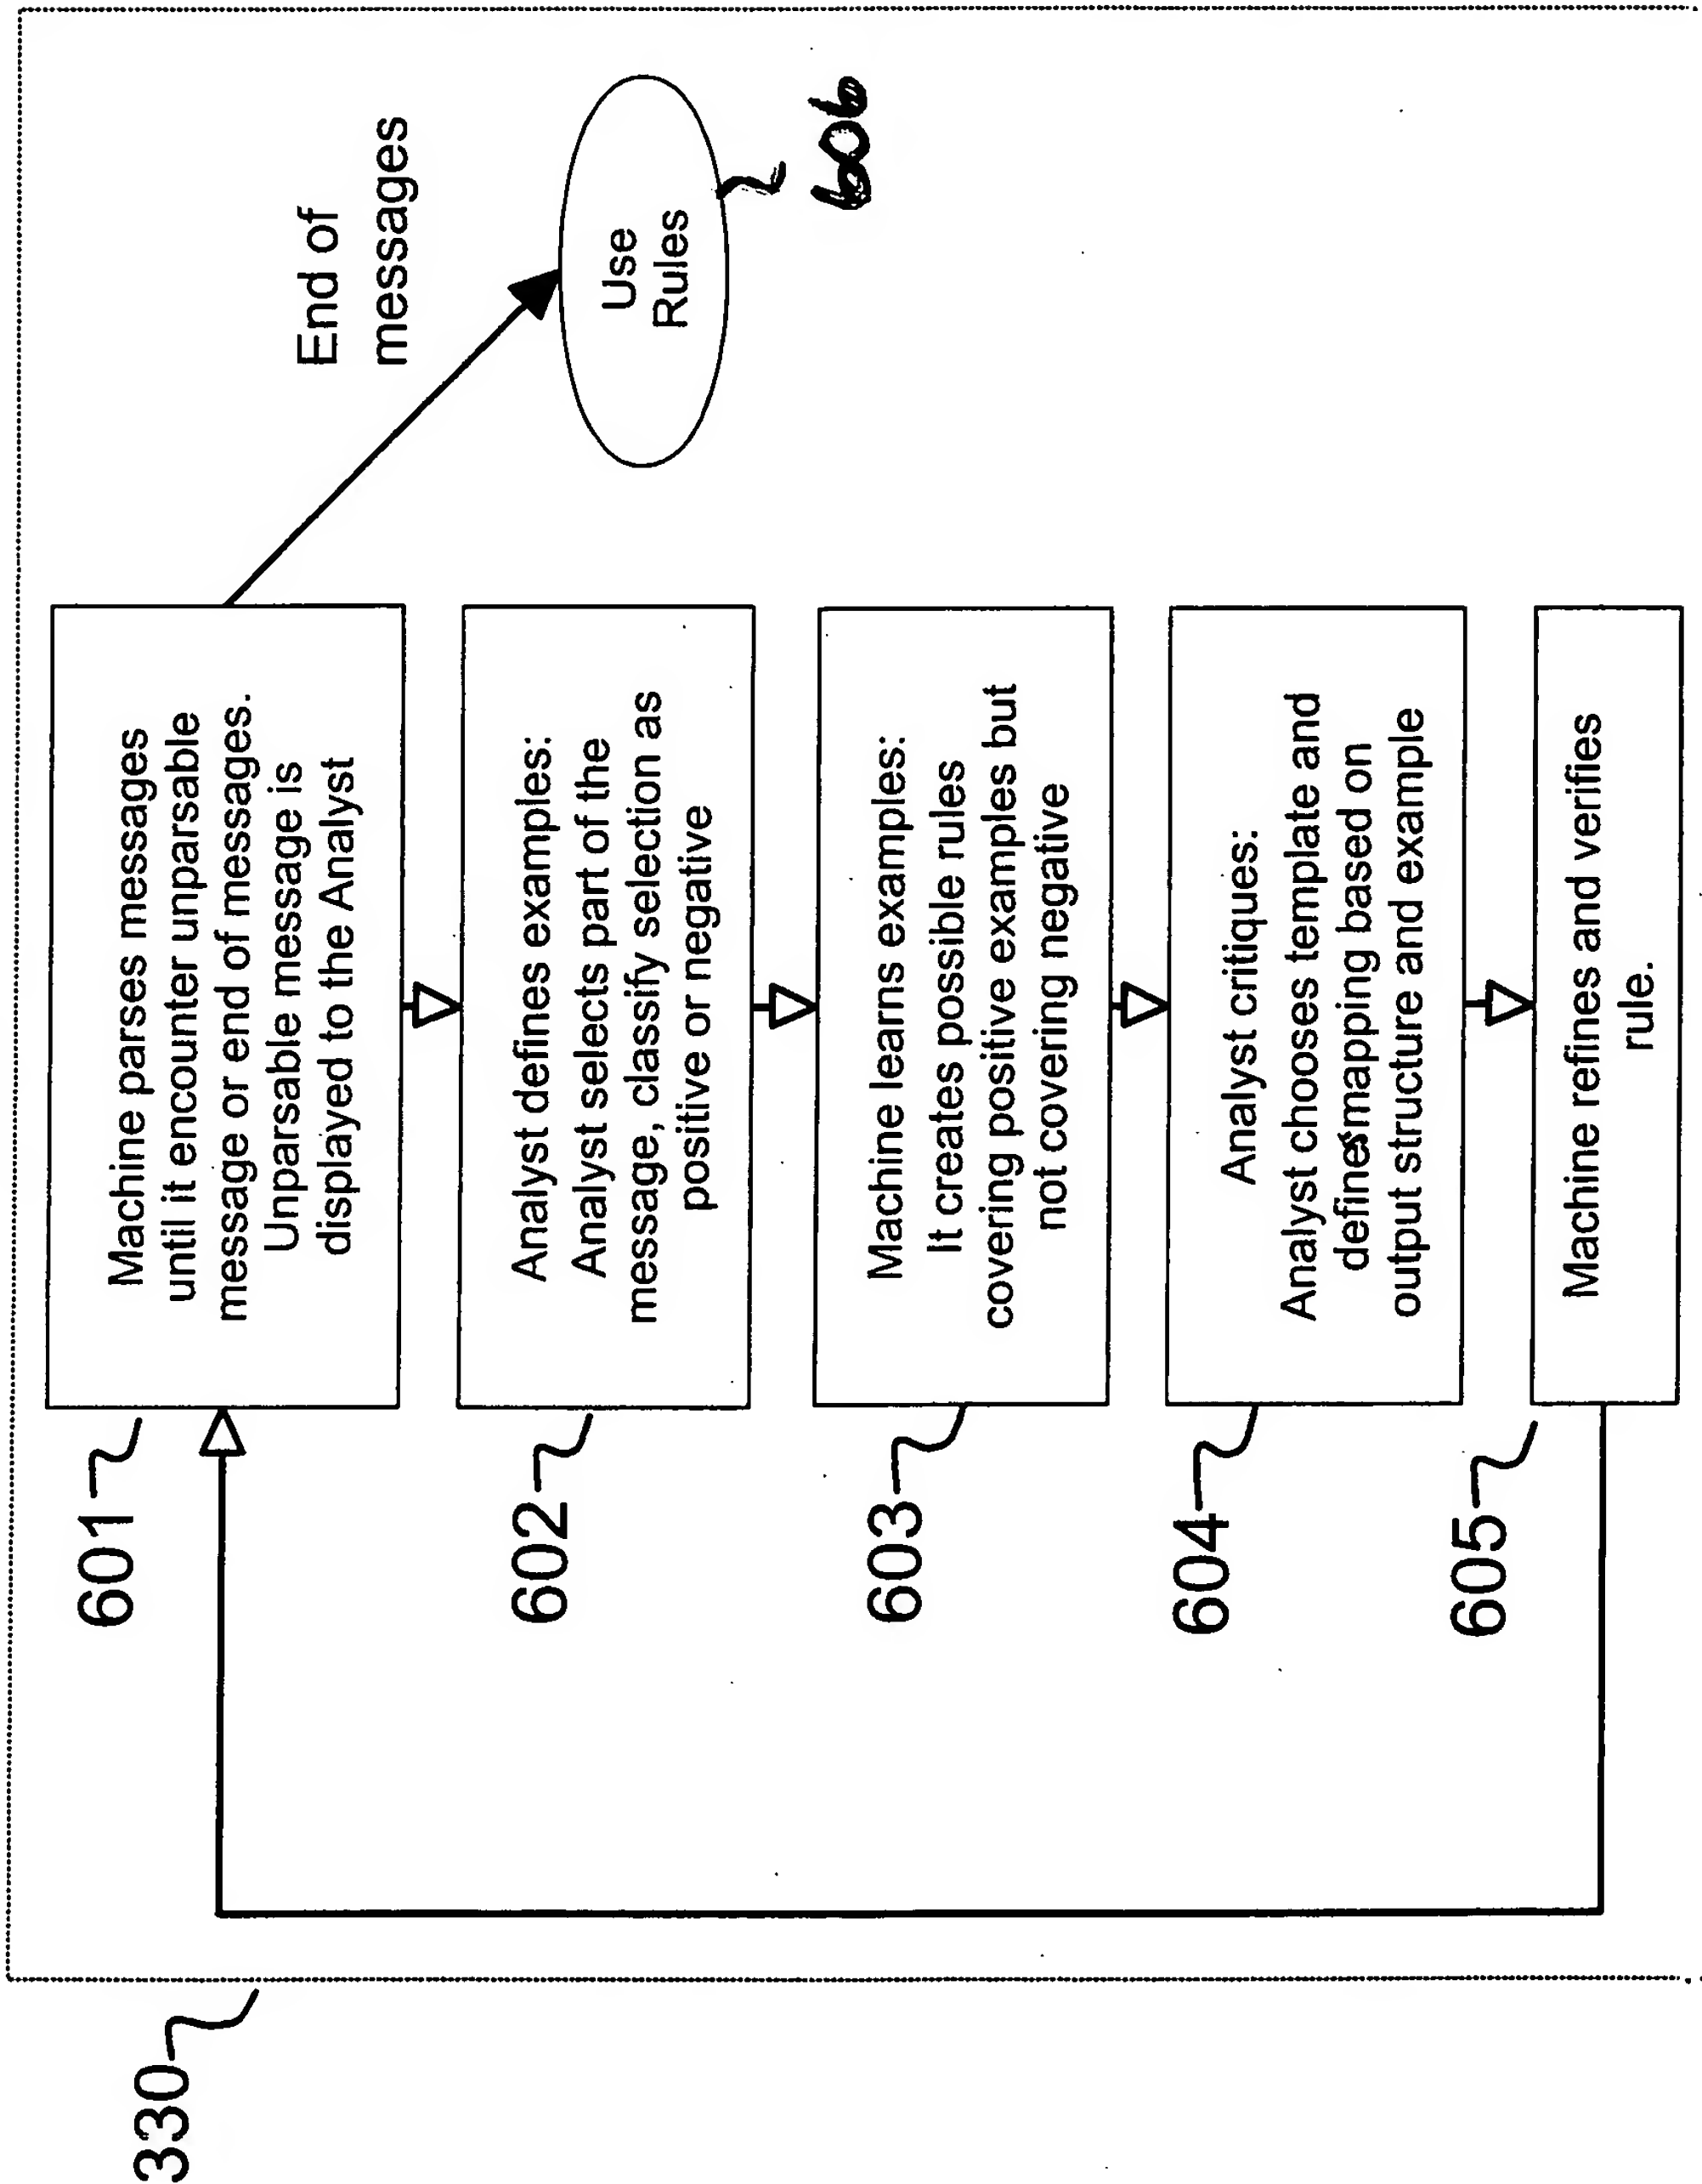 330
601
Machine parses messages
until it encounter unparsable
message or end of messages.
Unparsable message is
displayed to the Analyst
End of
messages
Use
Rules
606
602
Analyst defines examples:
Analyst selects part of the
message, classify selection as
positive or negative
603
Machine learns examples:
It creates possible rules
covering positive examples but
not covering negative
604
Analyst critiques:
Analyst chooses template and
defines mapping based on
output structure and example
605
Machine refines and verifies
rule.